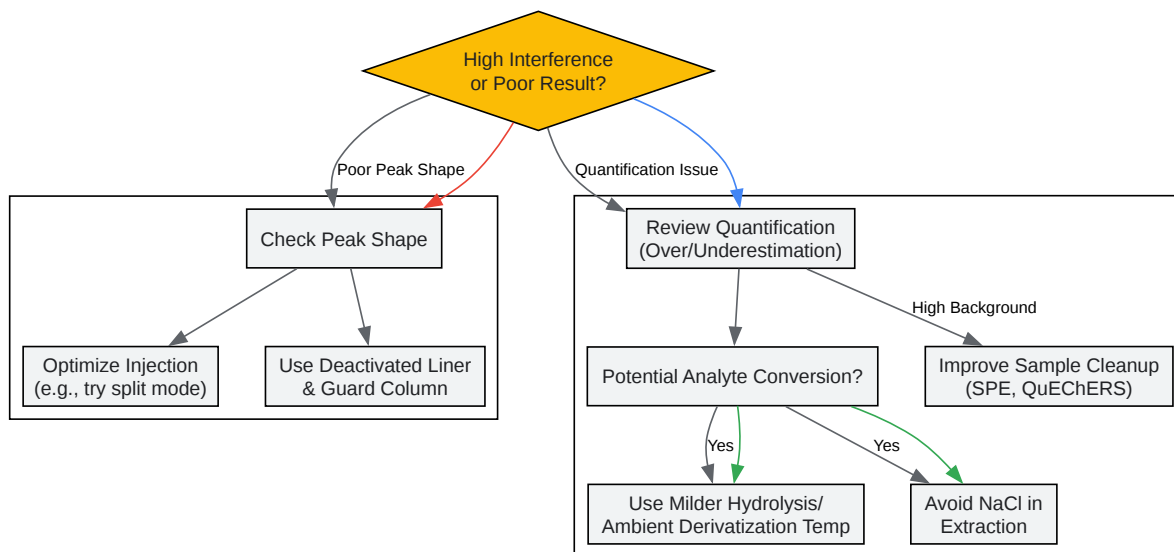 High Interference
or Poor Result?
Poor Peak Shape
Quantification Issue
Check Peak Shape
Review Quantification
(Over/Underestimation)
High Background
Optimize Injection
(e.g., try split mode)
Use Deactivated Liner
& Guard Column
Potential Analyte Conversion?
Improve Sample Cleanup
(SPE, QuEChERS)
Yes
Yes
Use Milder Hydrolysis/
Ambient Derivatization Temp
Avoid NaCl in
Extraction